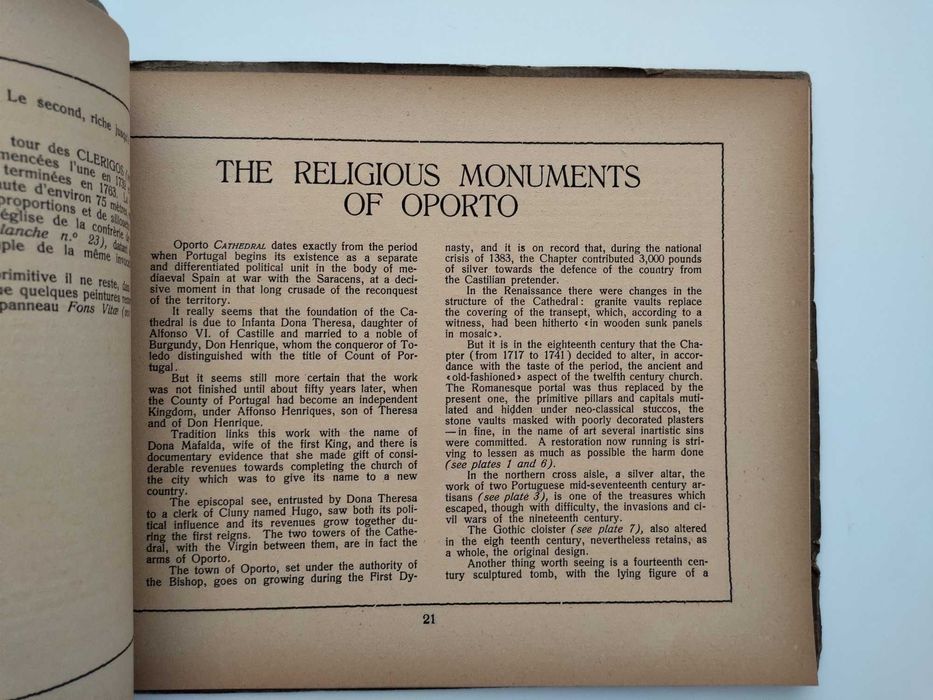 Le second, riche
tour des CLERIGOS
mencées l'une en
terminées en 1763.
aute d'environ 75 mètres
proportions et de
église de la confrérie de
lanche n.º 23),
ple de la même
primitive il ne reste,
e quelques peintures
panneau Fons Vitæ
THE RELIGIOUS MONUMENTS
OF OPORTO
Oporto CATHEDRAL dates exactly from the period
when Portugal begins its existence as a separate
and differentiated political unit in the body of me-
diaeval Spain at war with the Saracens, at a deci-
sive moment in that long crusade of the reconquest
of the territory.
It really seems that the foundation of the Ca-
thedral is due to Infanta Dona Theresa, daughter of
Alfonso VI. of Castille and married to a noble of
Burgundy, Don Henrique, whom the conqueror of To-
ledo distinguished with the title of Count of Por-
tugal.
But it seems still more certain that the work
was not finished until about fifty years later, when
the County of Portugal had become an independent
Kingdom, under Affonso Henriques, son of Theresa
and of Don Henrique.
Tradition links this work with the name of
Dona Mafalda, wife of the first King, and there is
documentary evidence that she made gift of consi-
derable revenues towards completing the church of
the city which was to give its name to a new
country.
The episcopal see, entrusted by Dona Theresa
to a clerk of Cluny named Hugo, saw both its poli-
tical influence and its revenues grow together du-
ring the first reigns. The two towers of the Cathe-
dral, with the Virgin between them, are in fact the
arms of Oporto.
The town of Oporto, set under the authority of
the Bishop, goes on growing during the First Dy-
nasty, and it is on record that, during the national
crisis of 1383, the Chapter contributed 3,000 pounds
of silver towards the defence of the country from
the Castilian pretender.
In the Renaissance there were changes in the
structure of the Cathedral: granite vaults replace
the covering of the transept, which, according to a
witness, had been hitherto «in wooden sunk panels
in mosaic».
But it is in the eighteenth century that the Cha-
pter (from 1717 to 1741) decided to alter, in accor-
dance with the taste of the period, the ancient and
«old-fashioned» aspect of the twelfth century church.
The Romanesque portal was thus replaced by the
present one, the primitive pillars and capitals muti-
lated and hidden under neo-classical stuccos, the
stone vaults masked with poorly decorated plasters
—in fine, in the name of art several inartistic sins
were committed. A restoration now running is stri-
ving to lessen as much as possible the harm done
(see plates 1 and 6).
In the northern cross aisle, a silver altar, the
work of two Portuguese mid-seventeenth century ar-
tisans (see plate 3), is one of the treasures which
escaped, though with difficulty, the invasions and ci-
vil wars of the nineteenth century.
The Gothic cloister (see plate 7), also altered
in the eigh teenth century, nevertheless retains, as
a whole, the original design.
Another thing worth seeing is a fourteenth cen-
tury sculptured tomb, with the lying figure of a
21